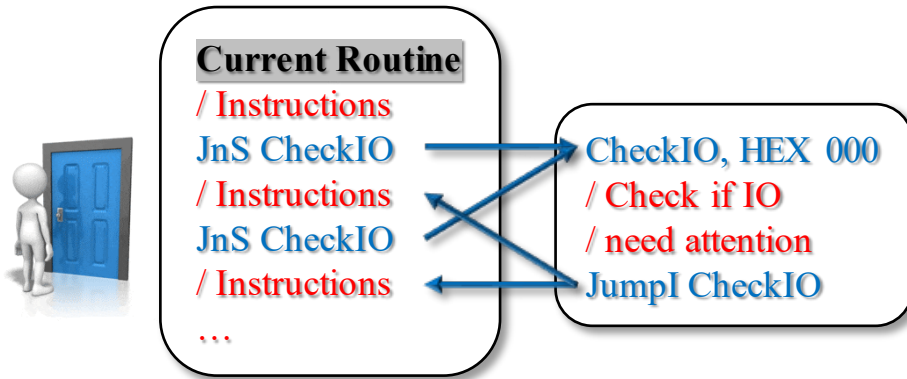 Current Routine
/ Instructions
JnS CheckIO
/ Instructions
JnS CheckIO
/ Instructions
…
CheckIO, HEX 000
/ Check if IO
/ need attention
JumpI CheckIO